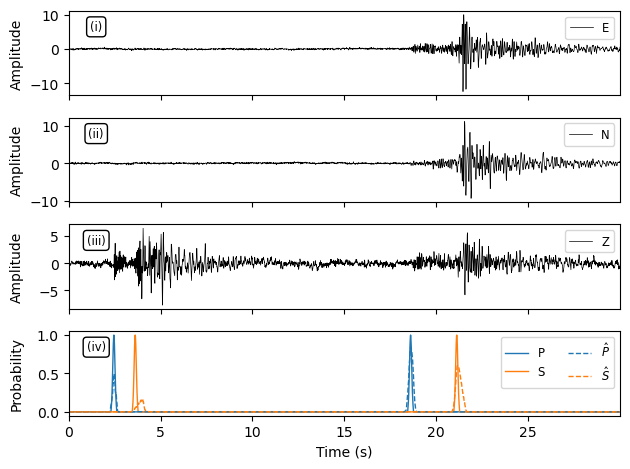 Amplitude
10
0
−10
(i)
E
Amplitude
10
0
−10
(ii)
N
Amplitude
5
0
−5
(iii)
Z
Probability
1.0
0.5
0.0
(iv)
P P̂
S Ŝ
0 5 10 15 20 25
Time (s)